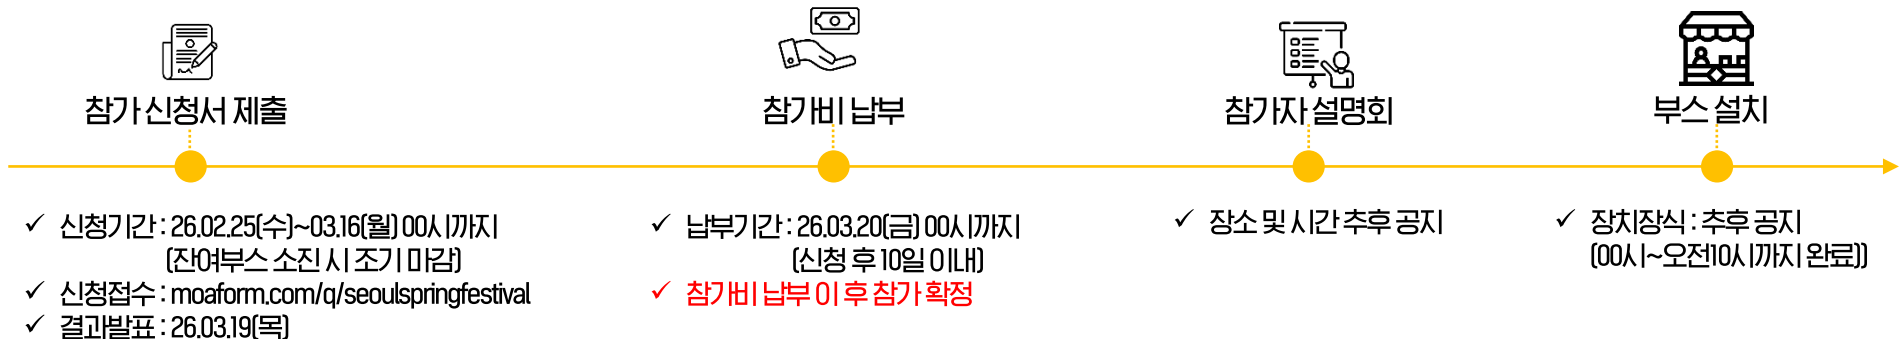 참가 신청서 제출
✓ 신청기간 : 26.02.25(수)~03.16(월) 00시까지
(잔여부스 소진 시 조기 마감)
✓ 신청접수 : moaform.com/q/seoulspringfestival
✓ 결과발표 : 26.03.19(목)
참가비 납부
✓ 납부기간 : 26.03.20(금) 00시까지
(신청 후 10일 이내)
✓ 참가비 납부 이 후 참가 확정
참가자 설명회
✓ 장소 및 시간 추후 공지
부스 설치
✓ 장치장식 : 추후 공지
(00시~오전10시까지 완료))